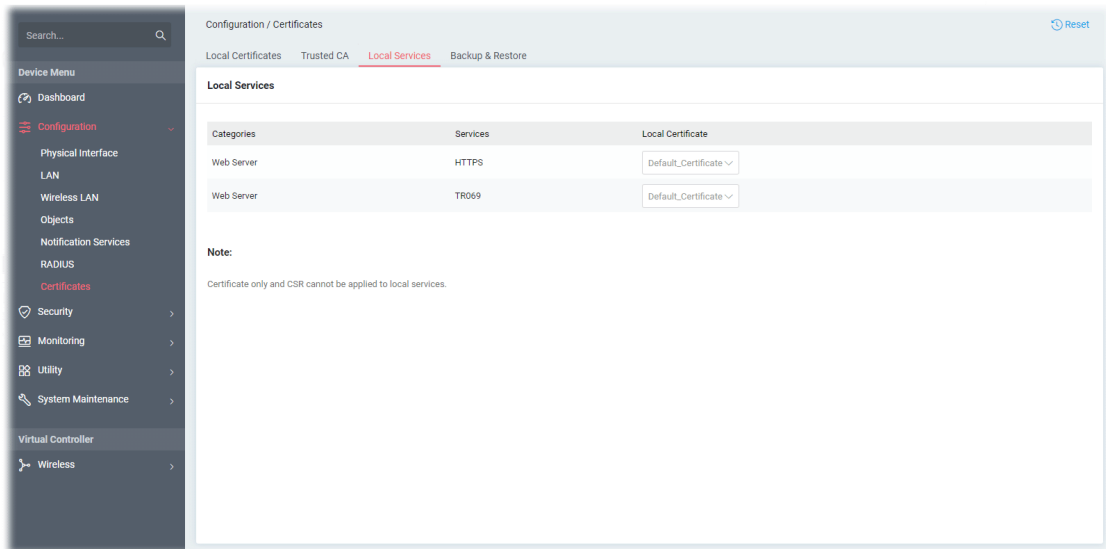 Search...
Device Menu
Dashboard
Configuration
Physical Interface
LAN
Wireless LAN
Objects
Notification Services
RADIUS
Certificates
Security
Monitoring
Utility
System Maintenance
Virtual Controller
Wireless
Configuration / Certificates
Reset
Local Certificates Trusted CA Local Services Backup & Restore
Local Services
Categories Services Local Certificate
Web Server HTTPS Default_Certificate
Web Server TR069 Default_Certificate
Note:
Certificate only and CSR cannot be applied to local services.